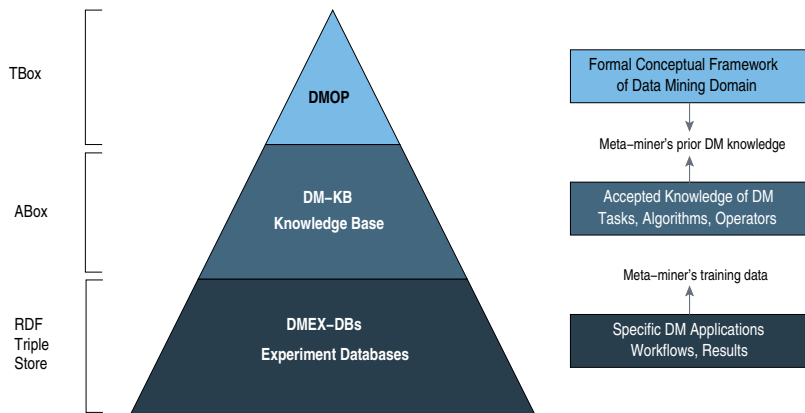 TBox
DMOP
Formal Conceptual Framework
of Data Mining Domain
Meta-miner's prior DM knowledge
ABox
DM-KB
Knowledge Base
Accepted Knowledge of DM
Tasks, Algorithms, Operators
Meta-miner's training data
RDF
Triple
Store
DMEX-DBs
Experiment Databases
Specific DM Applications
Workflows, Results